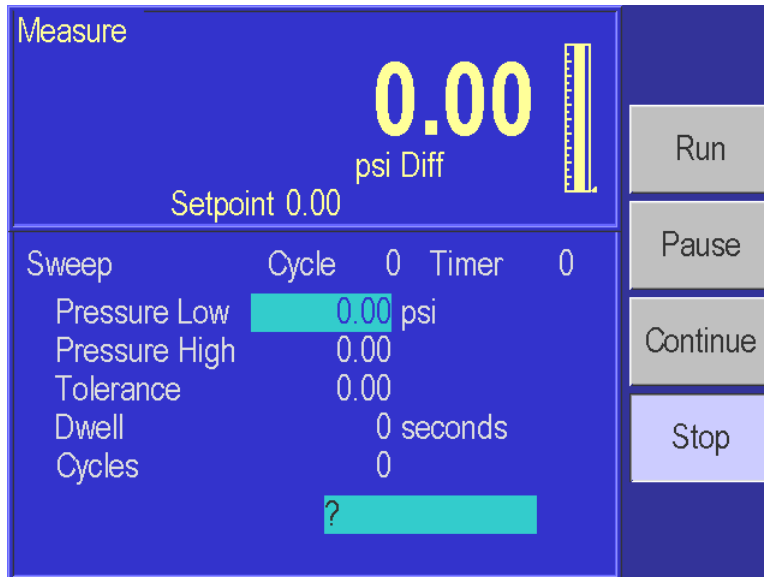 Measure
0.00
psi Diff
Setpoint 0.00
Sweep Cycle 0 Timer 0
Pressure Low 0.00 psi
Pressure High 0.00
Tolerance 0.00
Dwell 0 seconds
Cycles 0
?
Run
Pause
Continue
Stop